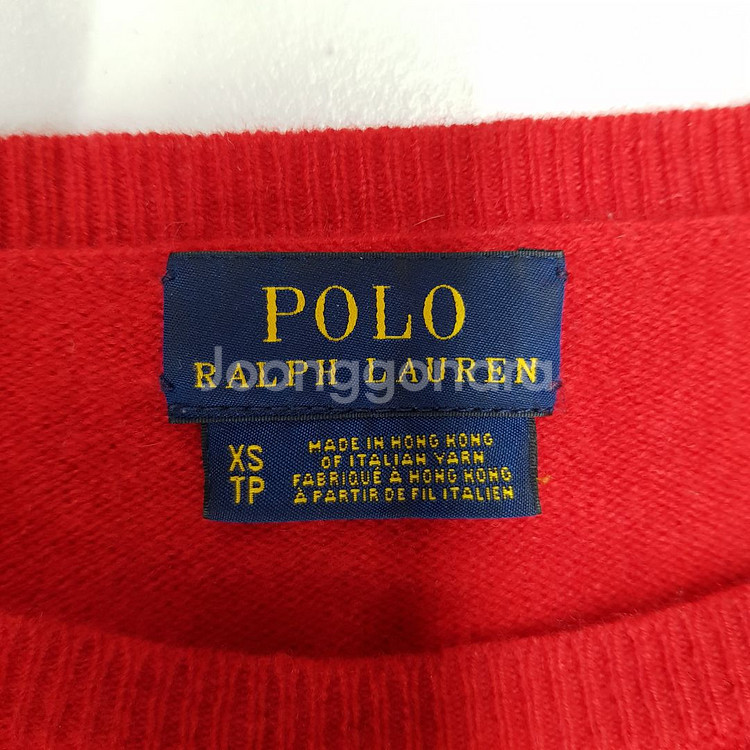 POLO
RALPH LAUREN
Joonggonara
XS
TP
MADE IN HONG KONG
OF ITALIAN YARN
FABRIQUÉ À HONG KONG
À PARTIR DE FIL ITALIEN